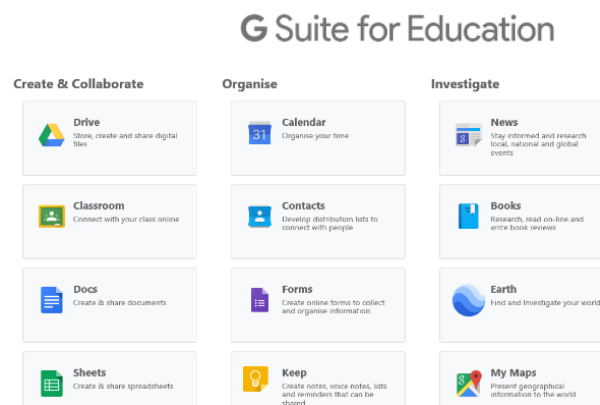 G Suite for Education
Create & Collaborate
Drive
Store, create and share digital
files
Classroom
Connect with your class online
Docs
Create & share documents
Sheets
Create & share spreadsheets
Organise
31
Calendar
Organise your time
Contacts
Develop distribution lists to
connect with people
Forms
Create online forms to collect
and organise information
Keep
Create notes, voice notes, lists
and reminders that can be
shared
Investigate
News
Stay informed and research
local, national and global
events
Books
Research, read on-line and
write book reviews
Earth
Find and Investigate your world
My Maps
Present geographical
information to the world